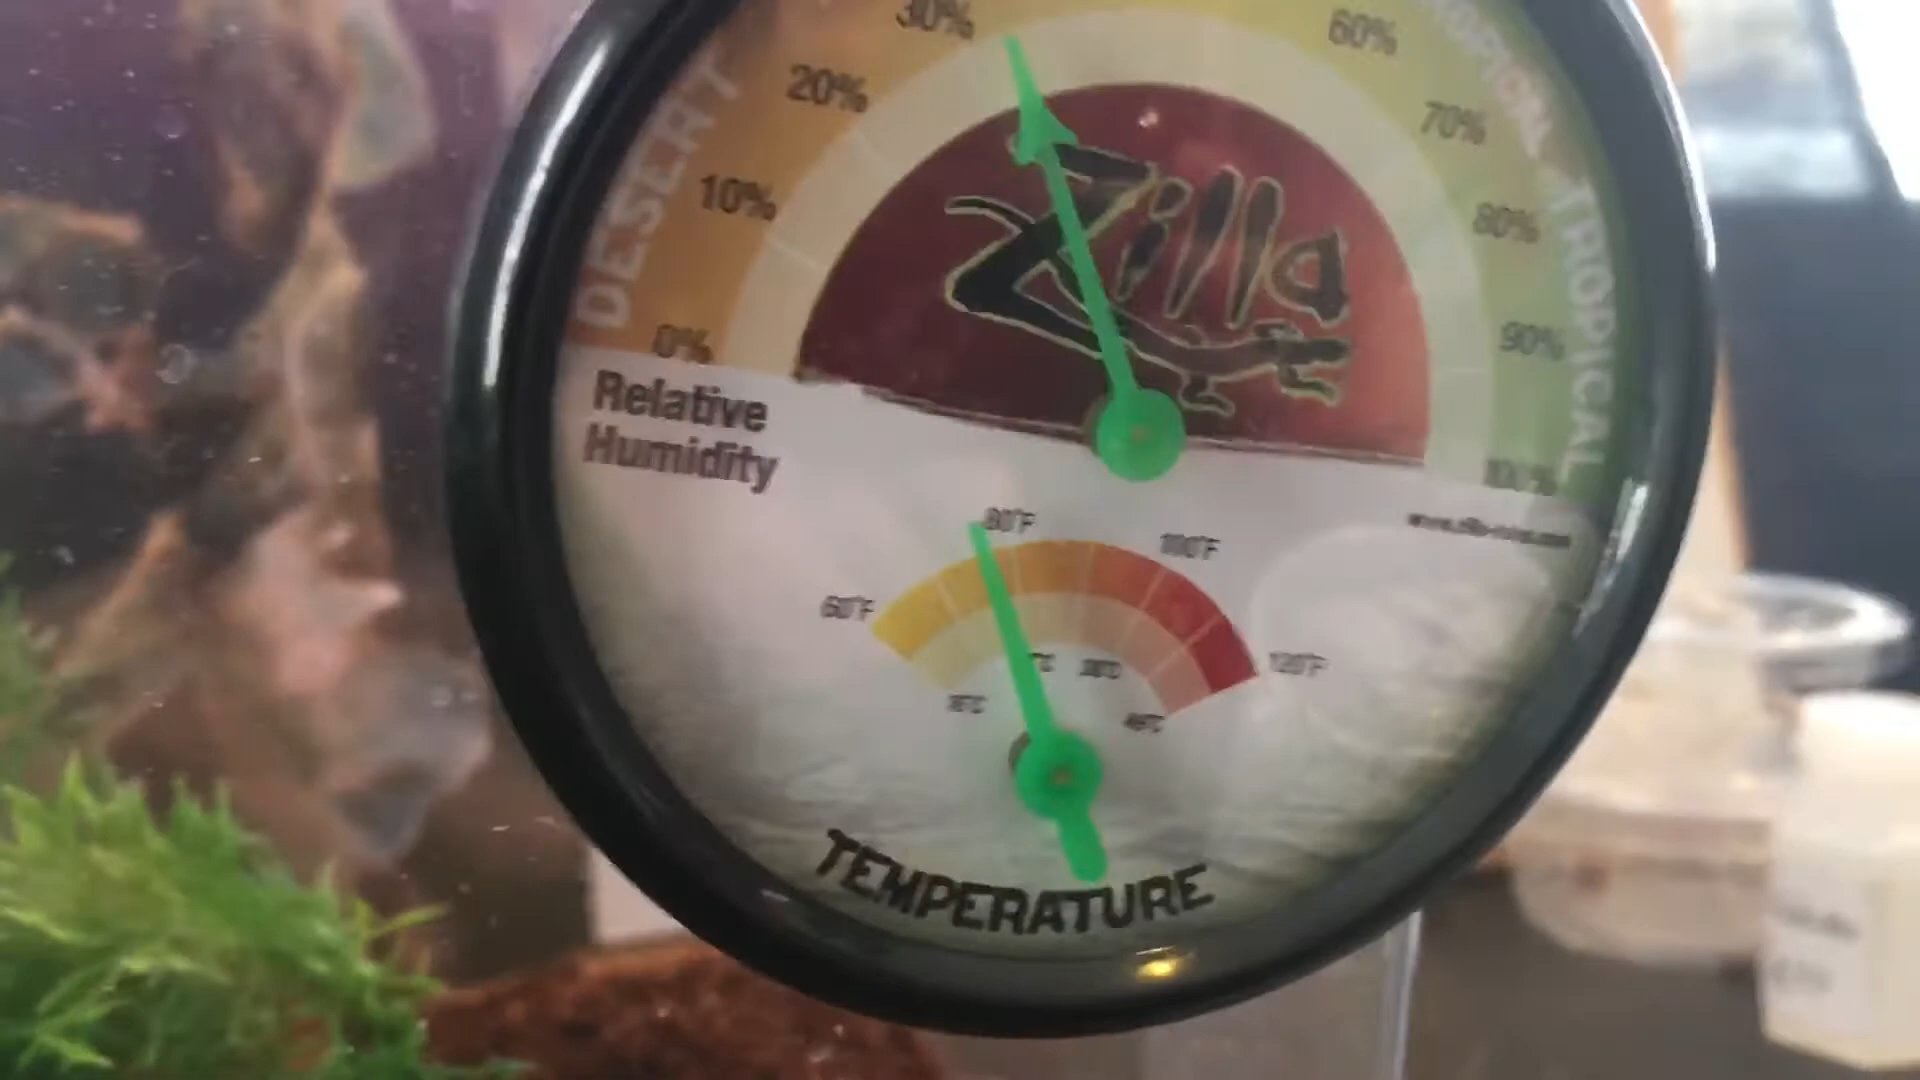 30%
60%
20%
70%
10%
80%
DESERT
TROPICAL
TROPICAL
Zilla
0%
90%
100%
Relative
Humidity
80°F
100°F
60°F
120°F
TEMPERATURE